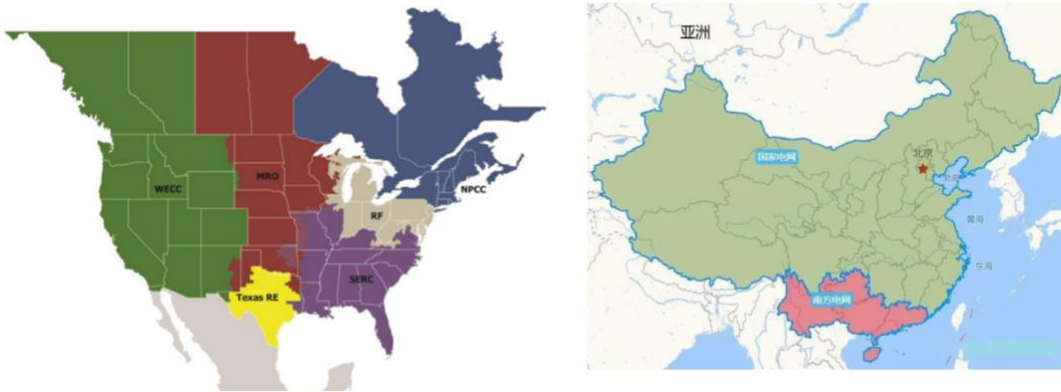 WECC
MRO
NPCC
RF
SERC
Texas RE
亚洲
北京
国家电网
黄海
东海
南方电网